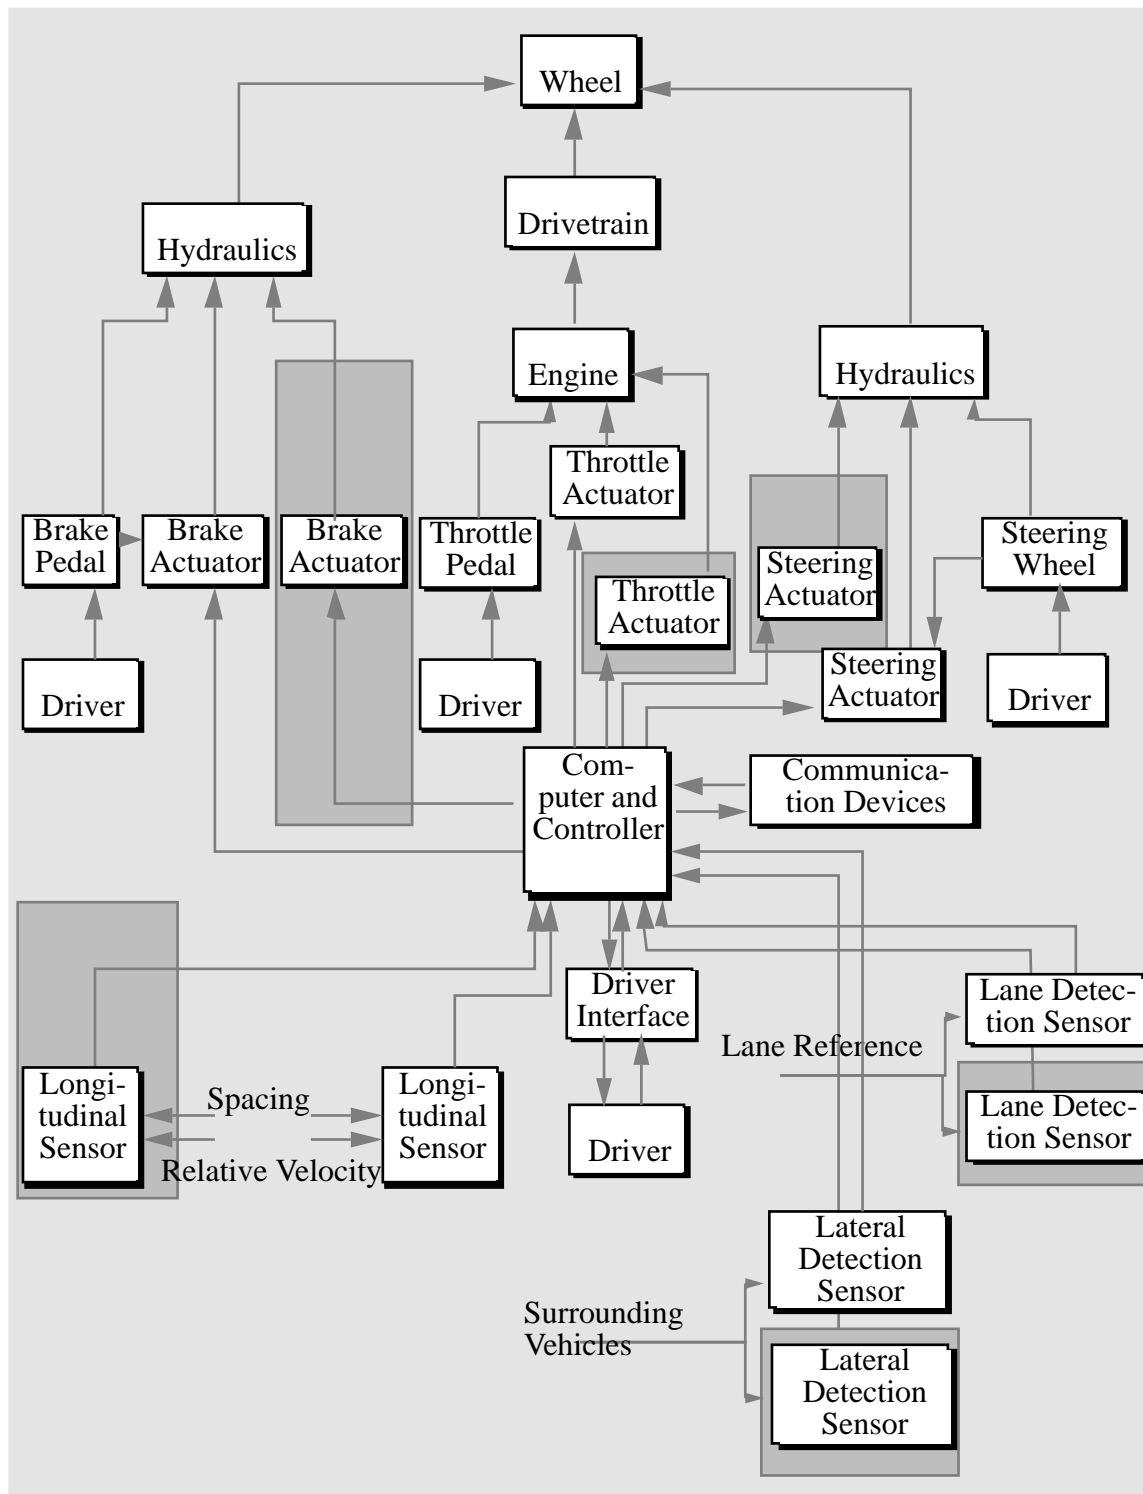 Wheel
Drivetrain
Hydraulics
Engine
Hydraulics
Throttle
Actuator
Brake
Pedal
Brake
Actuator
Brake
Actuator
Throttle
Pedal
Throttle
Actuator
Steering
Actuator
Steering
Wheel
Driver
Driver
Steering
Actuator
Driver
Com-
puter and
Controller
Communica-
tion Devices
Driver
Interface
Lane Detec-
tion Sensor
Lane Reference
Longi-
tudinal
Sensor
Spacing
Relative Velocity
Longi-
tudinal
Sensor
Driver
Lane Detec-
tion Sensor
Lateral
Detection
Sensor
Surrounding
Vehicles
Lateral
Detection
Sensor